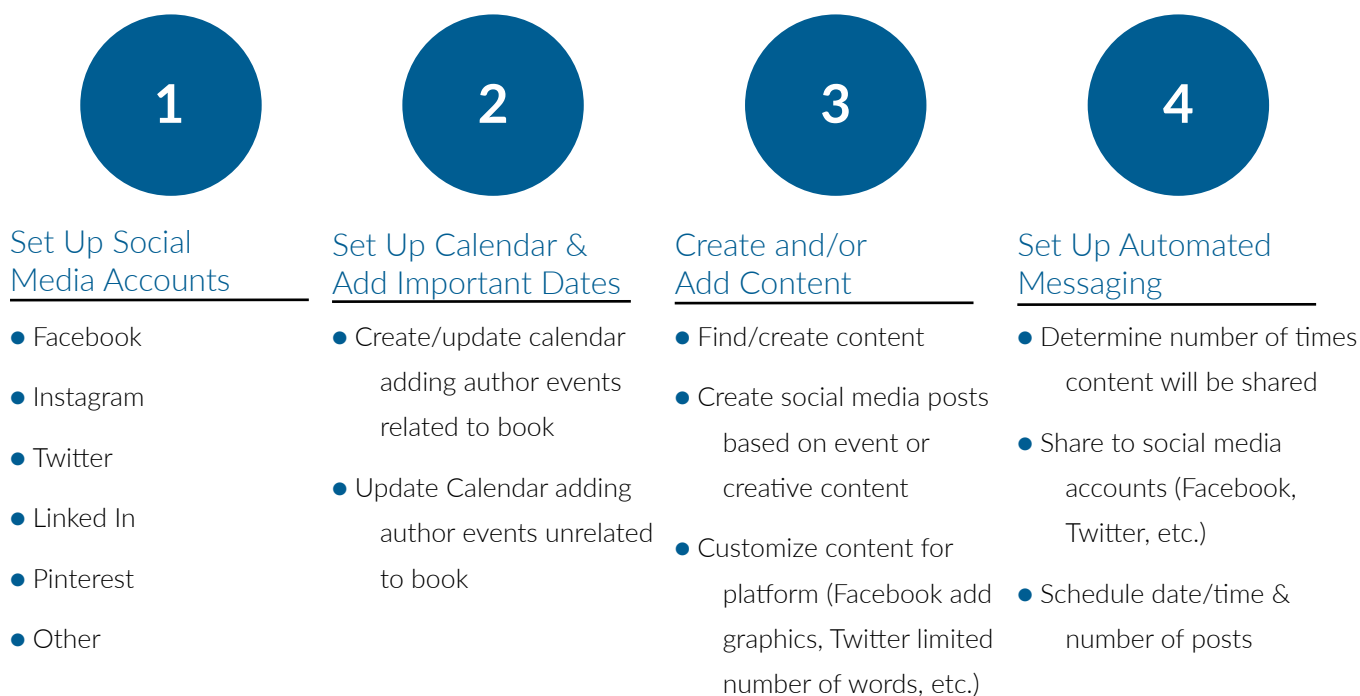 1
Set Up Social
Media Accounts
● Facebook
● Instagram
● Twitter
● Linked In
● Pinterest
● Other
2
Set Up Calendar &
Add Important Dates
● Create/update calendar
adding author events
related to book
● Update Calendar adding
author events unrelated
to book
3
Create and/or
Add Content
● Find/create content
● Create social media posts
based on event or
creative content
● Customize content for
platform (Facebook add
graphics, Twitter limited
number of words, etc.)
4
Set Up Automated
Messaging
● Determine number of times
content will be shared
● Share to social media
accounts (Facebook,
Twitter, etc.)
● Schedule date/time &
number of posts